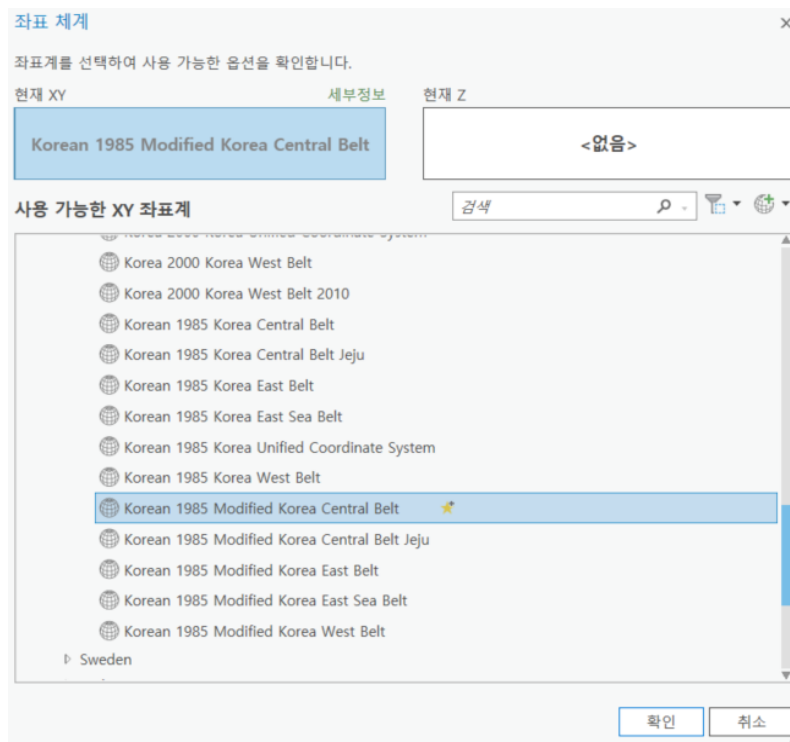 좌표 체계
좌표계를 선택하여 사용 가능한 옵션을 확인합니다.
현재 XY 세부정보 현재 Z
Korean 1985 Modified Korea Central Belt <없음>
사용 가능한 XY 좌표계 검색
Korea 2000 Korea Unified Coordinate System
Korea 2000 Korea West Belt
Korea 2000 Korea West Belt 2010
Korean 1985 Korea Central Belt
Korean 1985 Korea Central Belt Jeju
Korean 1985 Korea East Belt
Korean 1985 Korea East Sea Belt
Korean 1985 Korea Unified Coordinate System
Korean 1985 Korea West Belt
Korean 1985 Modified Korea Central Belt
Korean 1985 Modified Korea Central Belt Jeju
Korean 1985 Modified Korea East Belt
Korean 1985 Modified Korea East Sea Belt
Korean 1985 Modified Korea West Belt
Sweden
확인 취소